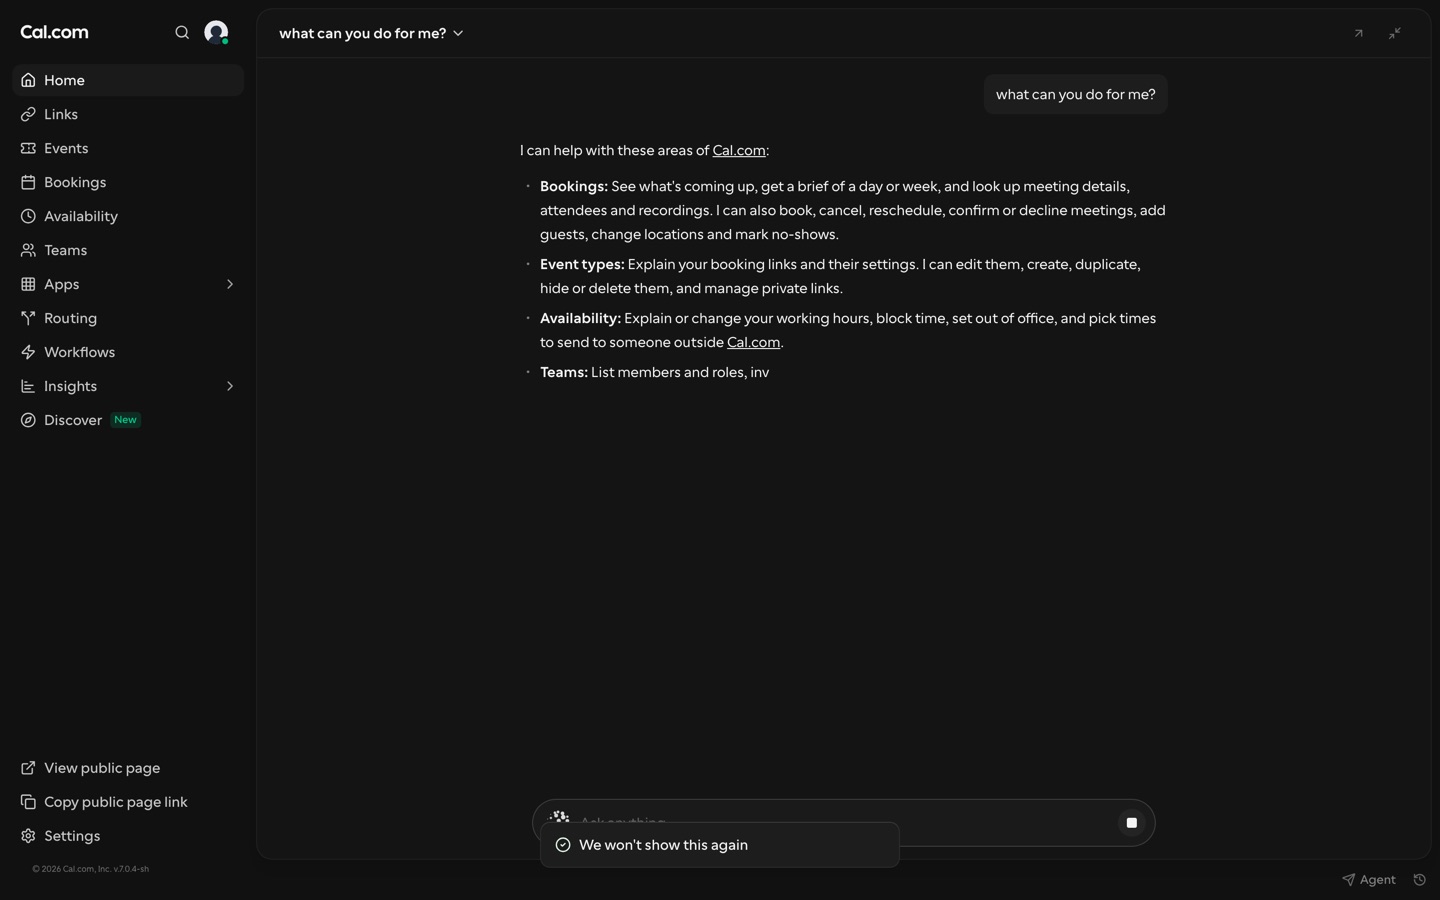 Cal.com
Home
Links
Events
Bookings
Availability
Teams
Apps
Routing
Workflows
Insights
Discover New
View public page
Copy public page link
Settings
© 2026 Cal.com, Inc. v.7.0.4-sh
what can you do for me?
what can you do for me?
I can help with these areas of Cal.com:
• Bookings: See what's coming up, get a brief of a day or week, and look up meeting details,
attendees and recordings. I can also book, cancel, reschedule, confirm or decline meetings, add
guests, change locations and mark no-shows.
• Event types: Explain your booking links and their settings. I can edit them, create, duplicate,
hide or delete them, and manage private links.
• Availability: Explain or change your working hours, block time, set out of office, and pick times
to send to someone outside Cal.com.
• Teams: List members and roles, inv
Ask anything
We won't show this again
Agent